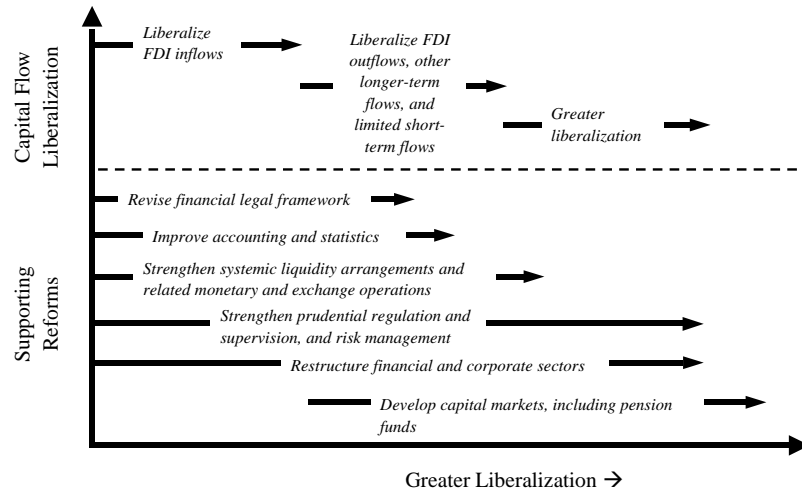 Capital Flow
Liberalization
Liberalize
FDI inflows
Liberalize FDI
outflows, other
longer-term
flows, and
limited short-
term flows
Greater
liberalization
Supporting
Reforms
Revise financial legal framework
Improve accounting and statistics
Strengthen systemic liquidity arrangements and
related monetary and exchange operations
Strengthen prudential regulation and
supervision, and risk management
Restructure financial and corporate sectors
Develop capital markets, including pension
funds
Greater Liberalization →